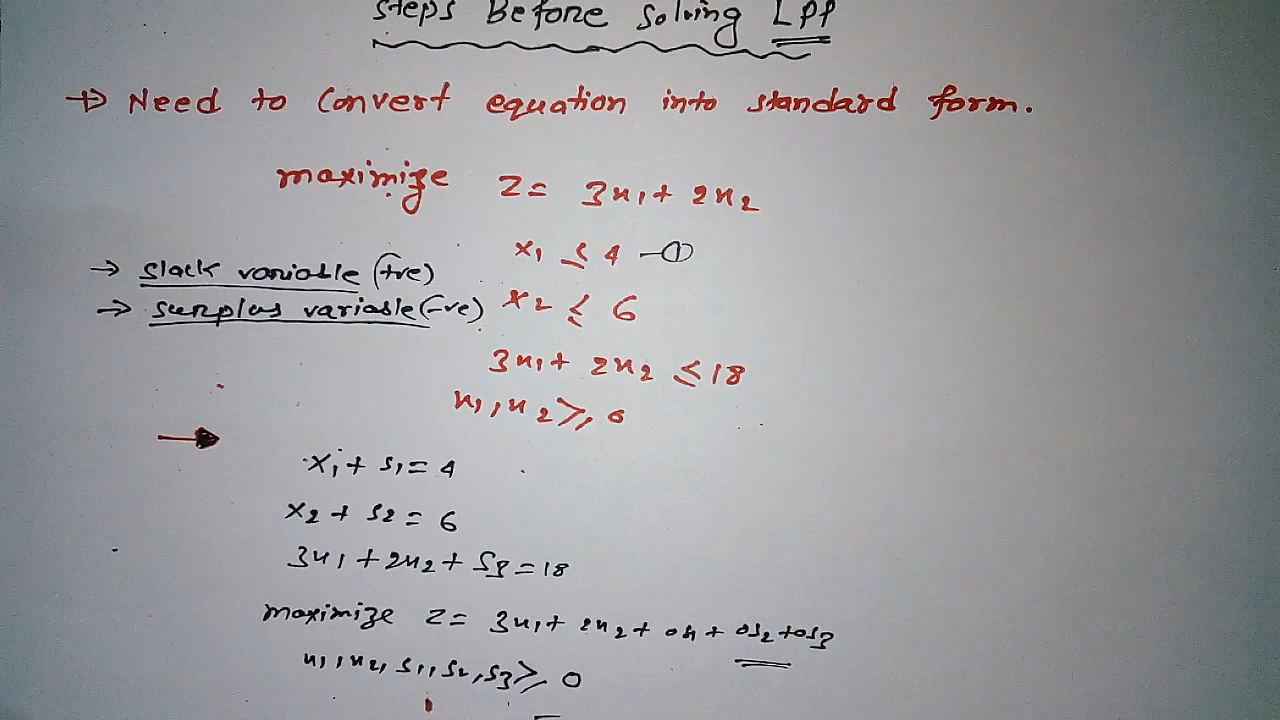 Steps Before Solving LPP
→ Need to convert equation into standard form.
maximize Z = 3x₁ + 2x₂
x₁ ≤ 4 —①
→ slack variable (+ve)
→ surplus variable (-ve)
x₂ ≤ 6
3x₁ + 2x₂ ≤ 18
x₁, x₂ ≥, 0
→
x₁ + s₁ = 4
x₂ + s₂ = 6
3x₁ + 2x₂ + s₃ = 18
maximize Z = 3x₁ + 2x₂ + 0s₁ + 0s₂ + 0s₃
x₁, x₂, s₁, s₂, s₃ ≥, 0